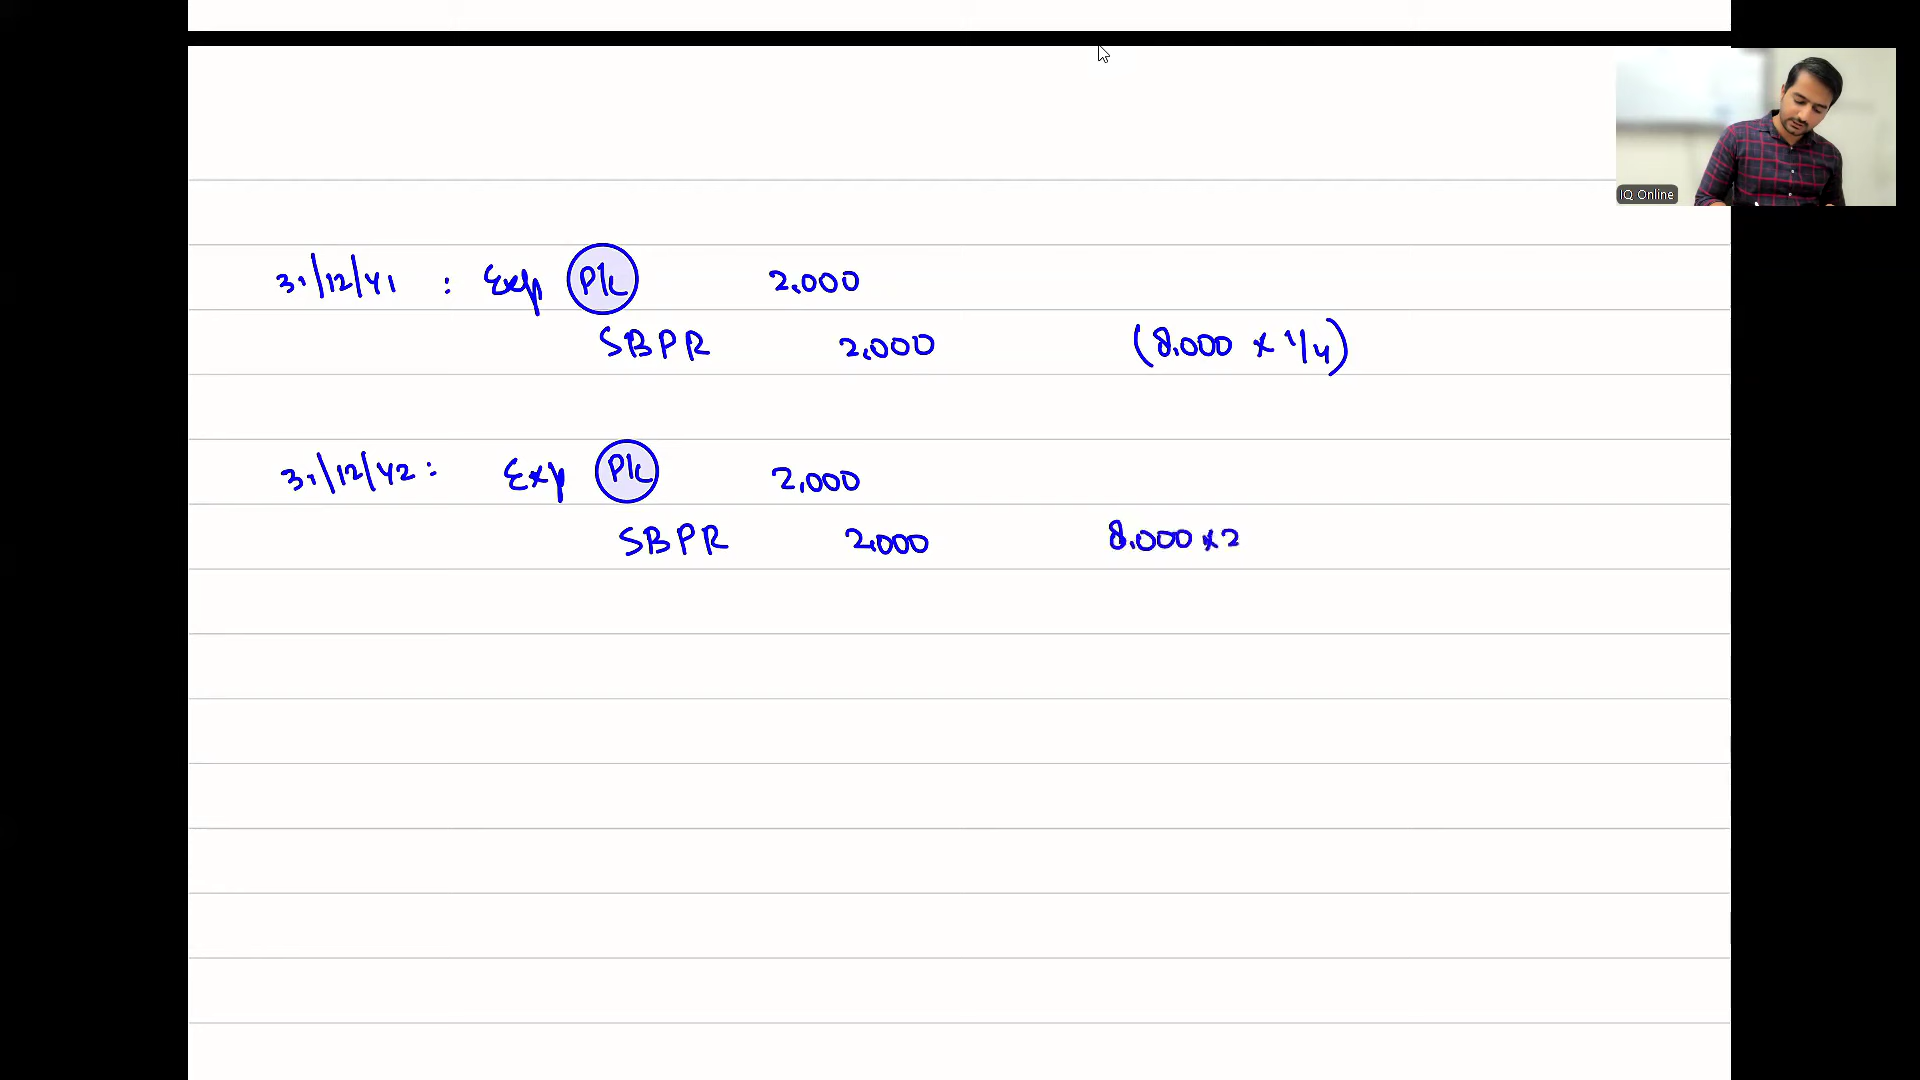 IQ Online
31/12/Y1 : Exp P/L 2,000
SBPR 2,000 (8,000 × 1/4)
31/12/Y2 : Exp P/L 2,000
SBPR 2,000 8,000 × 2